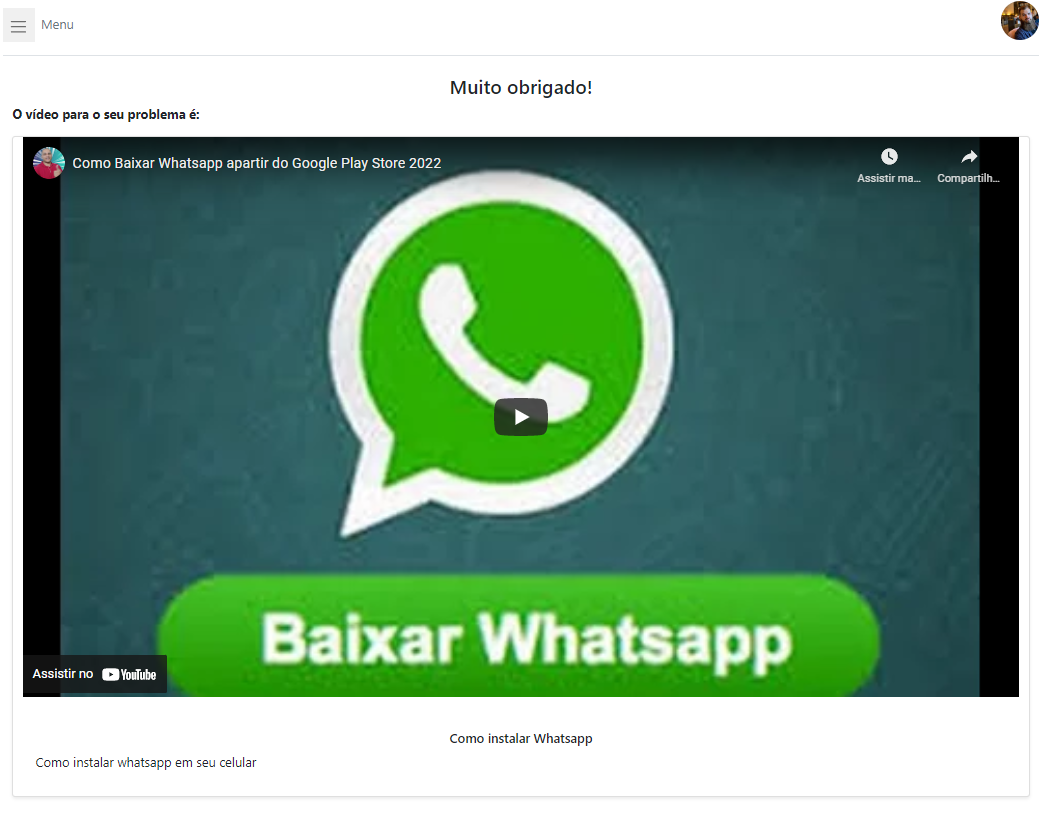 Menu
Muito obrigado!
O vídeo para o seu problema é:
Como Baixar Whatsapp apartir do Google Play Store 2022
Assistir ma...
Compartilh...
Baixar Whatsapp
Assistir no YouTube
Como instalar Whatsapp
Como instalar whatsapp em seu celular